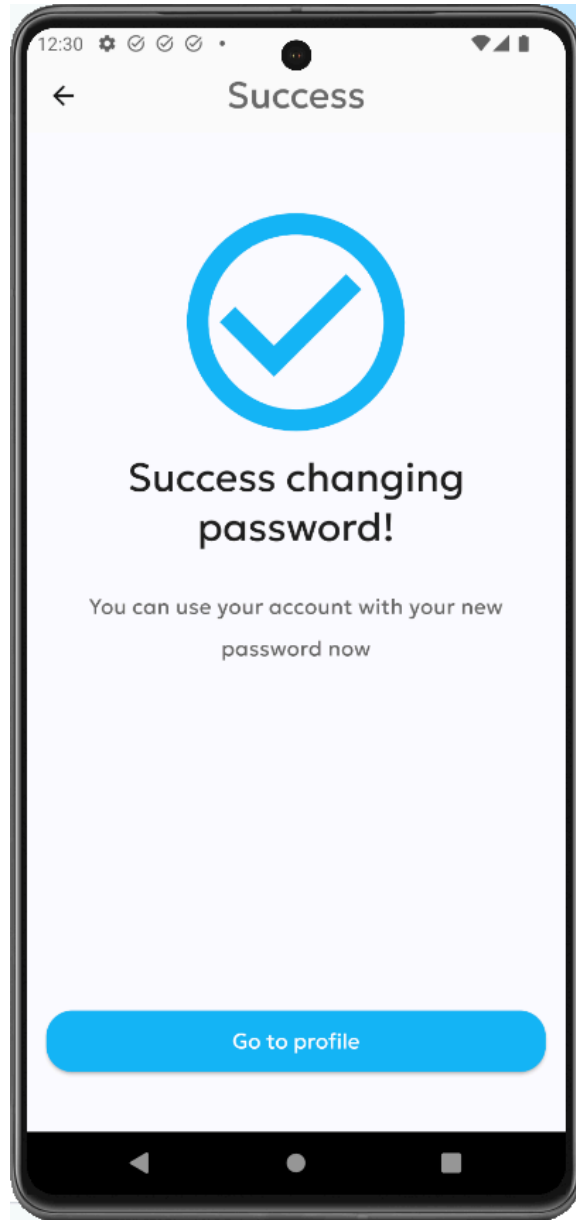 12:30
Success
Success changing
password!
You can use your account with your new
password now
Go to profile